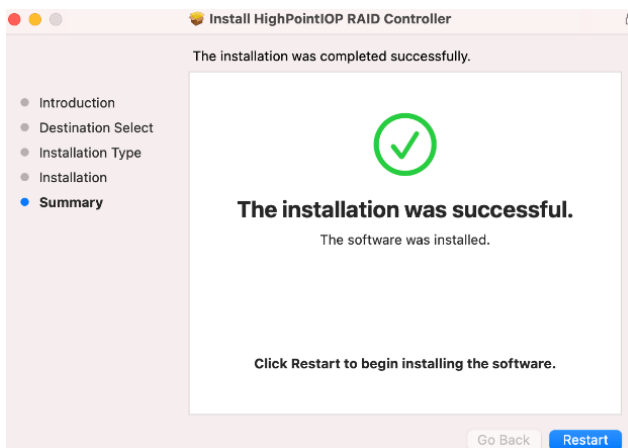 Install HighPointIOP RAID Controller
The installation was completed successfully.
Introduction
Destination Select
Installation Type
Installation
Summary
The installation was successful.
The software was installed.
Click Restart to begin installing the software.
Go Back
Restart